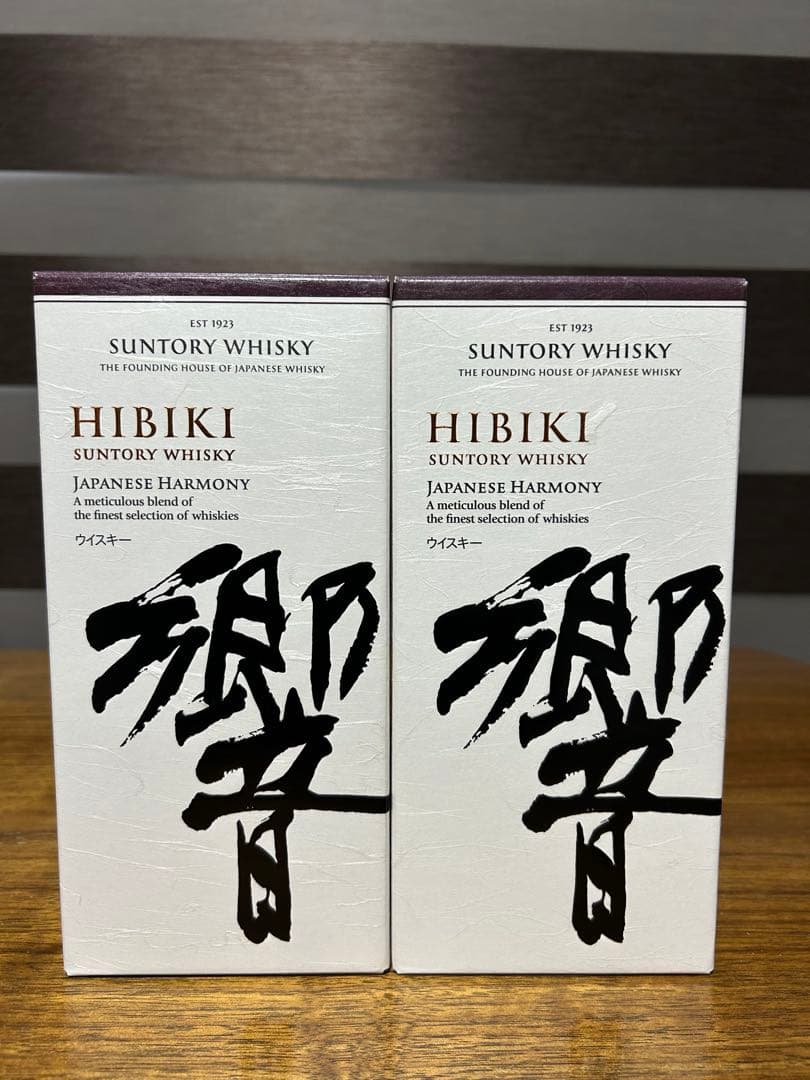 EST 1923
SUNTORY WHISKY
THE FOUNDING HOUSE OF JAPANESE WHISKY
HIBIKI
SUNTORY WHISKY
JAPANESE HARMONY
A meticulous blend of
the finest selection of whiskies
ウイスキー
響
EST 1923
SUNTORY WHISKY
THE FOUNDING HOUSE OF JAPANESE WHISKY
HIBIKI
SUNTORY WHISKY
JAPANESE HARMONY
A meticulous blend of
the finest selection of whiskies
ウイスキー
響